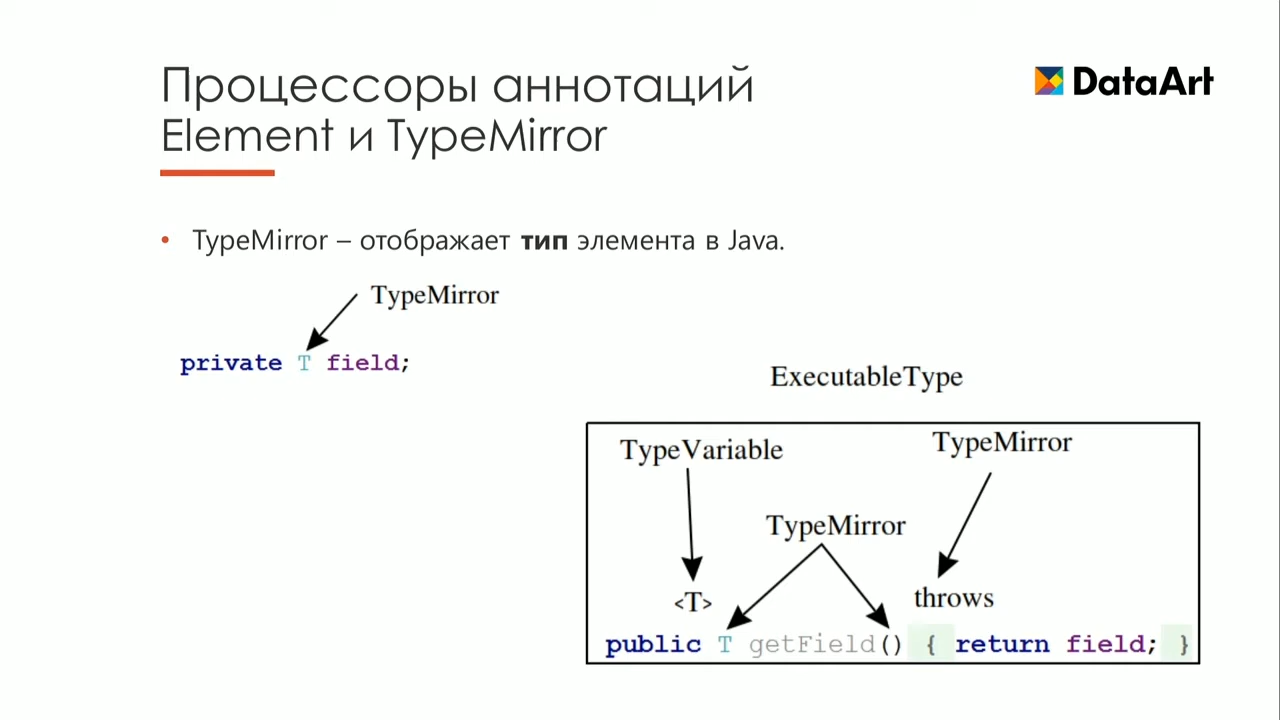 Процессоры аннотаций
Element и TypeMirror
DataArt
• TypeMirror – отображает тип элемента в Java.
TypeMirror
private T field;
ExecutableType
TypeVariable
TypeMirror
TypeMirror
<T>
throws
public T getField() { return field; }